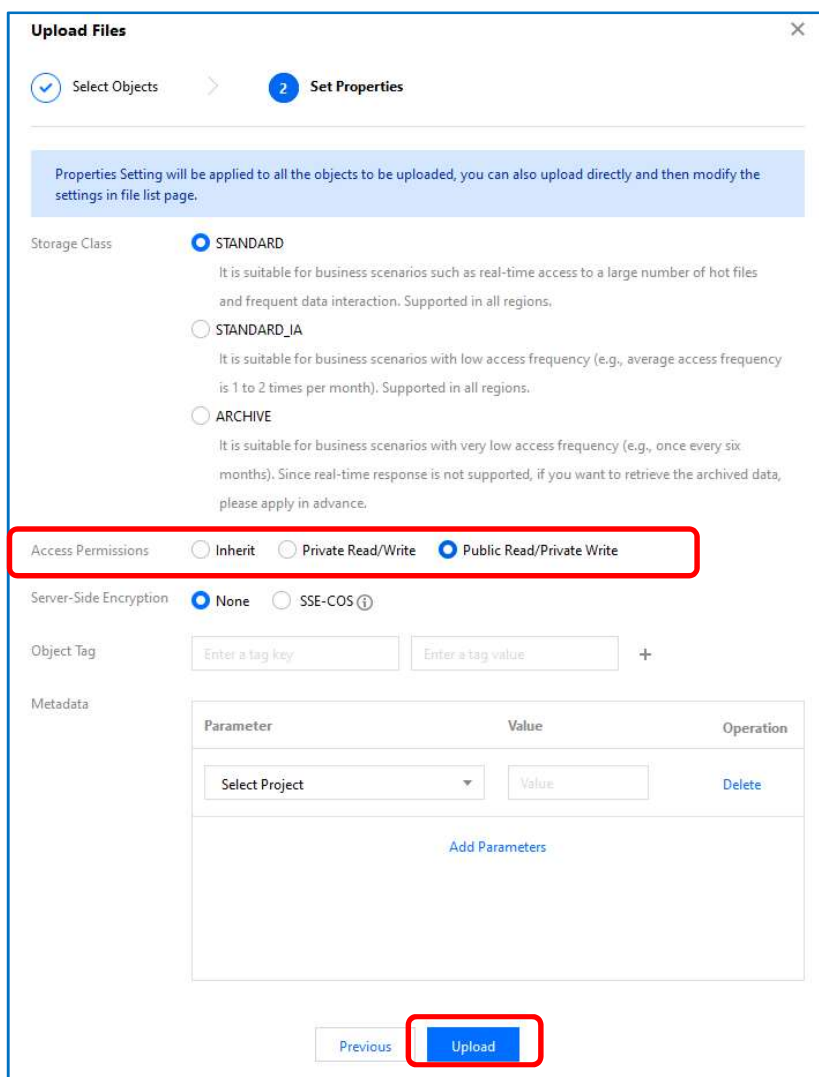 Upload Files
Select Objects
2 Set Properties
Properties Setting will be applied to all the objects to be uploaded, you can also upload directly and then modify the
settings in file list page.
Storage Class STANDARD
It is suitable for business scenarios such as real-time access to a large number of hot files
and frequent data interaction. Supported in all regions.
STANDARD_IA
It is suitable for business scenarios with low access frequency (e.g., average access frequency
is 1 to 2 times per month). Supported in all regions.
ARCHIVE
It is suitable for business scenarios with very low access frequency (e.g., once every six
months). Since real-time response is not supported, if you want to retrieve the archived data,
please apply in advance.
Access Permissions Inherit Private Read/Write Public Read/Private Write
Server-Side Encryption None SSE-COS
Object Tag Enter a tag key Enter a tag value +
Metadata
Parameter Value Operation
Select Project Value Delete
Add Parameters
Previous Upload